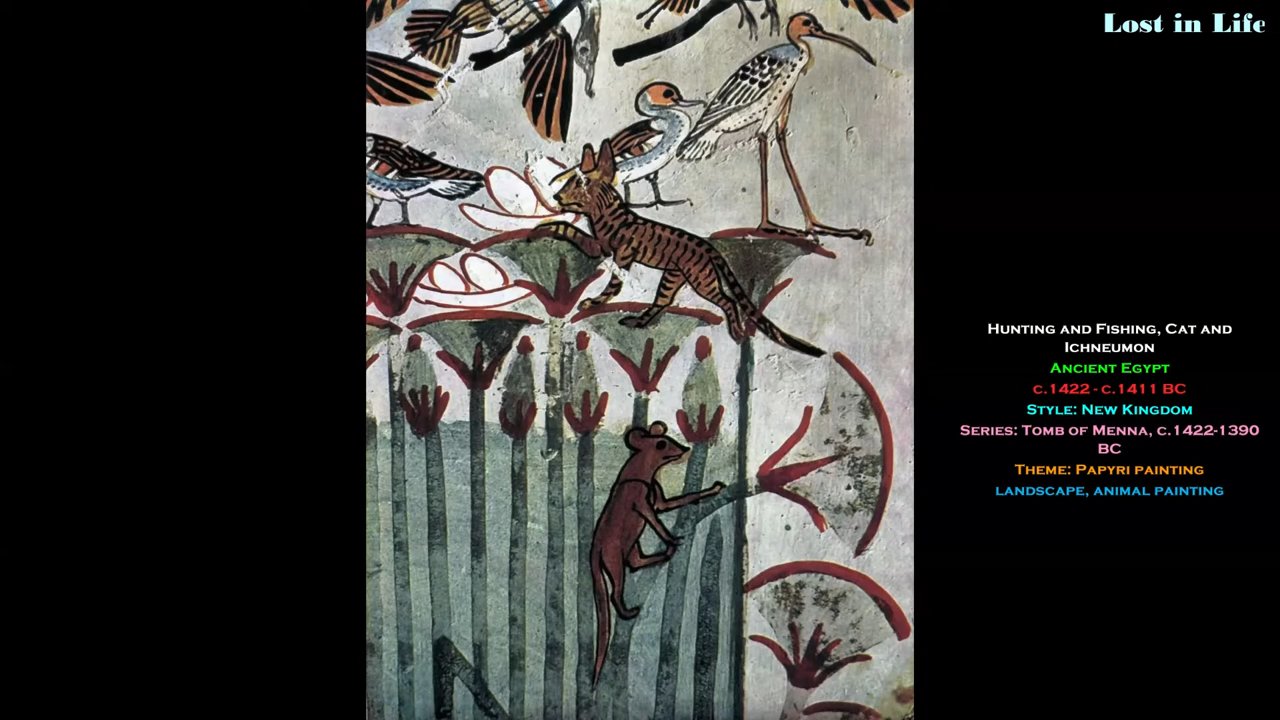 Lost in Life
Hunting and Fishing, Cat and
Ichneumon
Ancient Egypt
c.1422 - c.1411 BC
Style: New Kingdom
Series: Tomb of Menna, c.1422-1390
BC
Theme: Papyri painting
landscape, animal painting